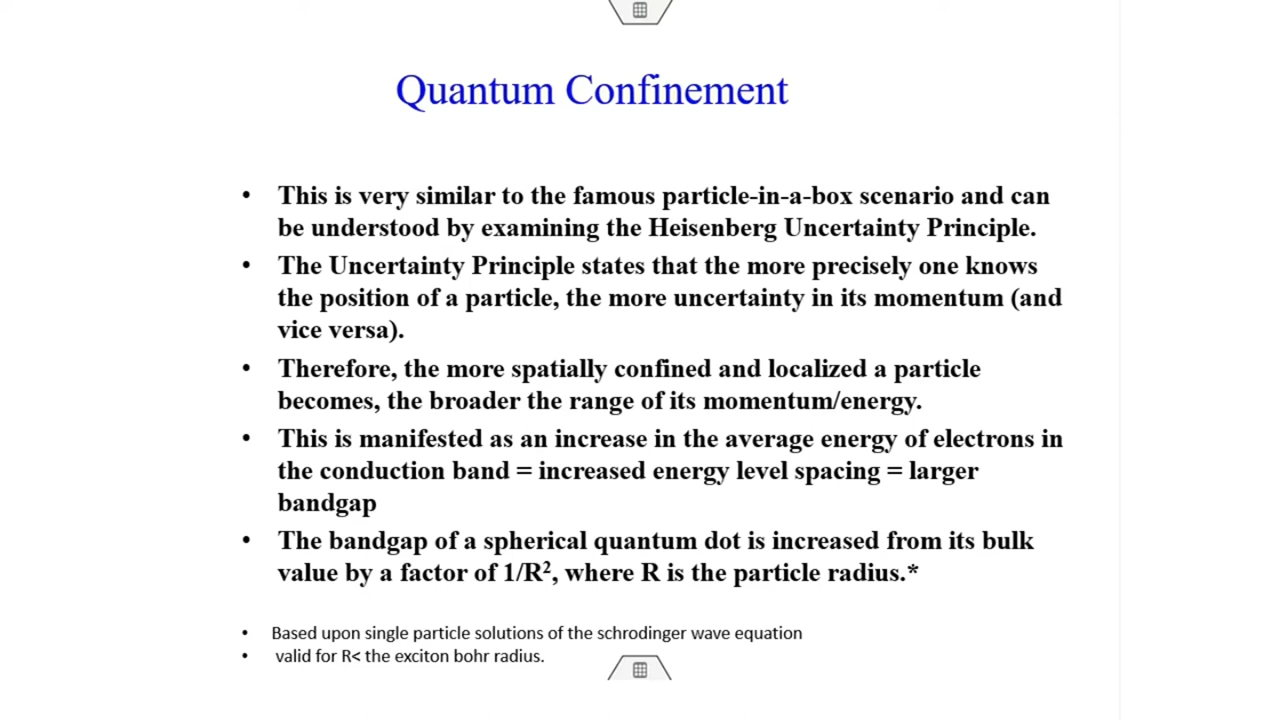 Quantum Confinement
• This is very similar to the famous particle-in-a-box scenario and can
be understood by examining the Heisenberg Uncertainty Principle.
• The Uncertainty Principle states that the more precisely one knows
the position of a particle, the more uncertainty in its momentum (and
vice versa).
• Therefore, the more spatially confined and localized a particle
becomes, the broader the range of its momentum/energy.
• This is manifested as an increase in the average energy of electrons in
the conduction band = increased energy level spacing = larger
bandgap
• The bandgap of a spherical quantum dot is increased from its bulk
value by a factor of 1/R², where R is the particle radius.*
• Based upon single particle solutions of the schrodinger wave equation
• valid for R< the exciton bohr radius.